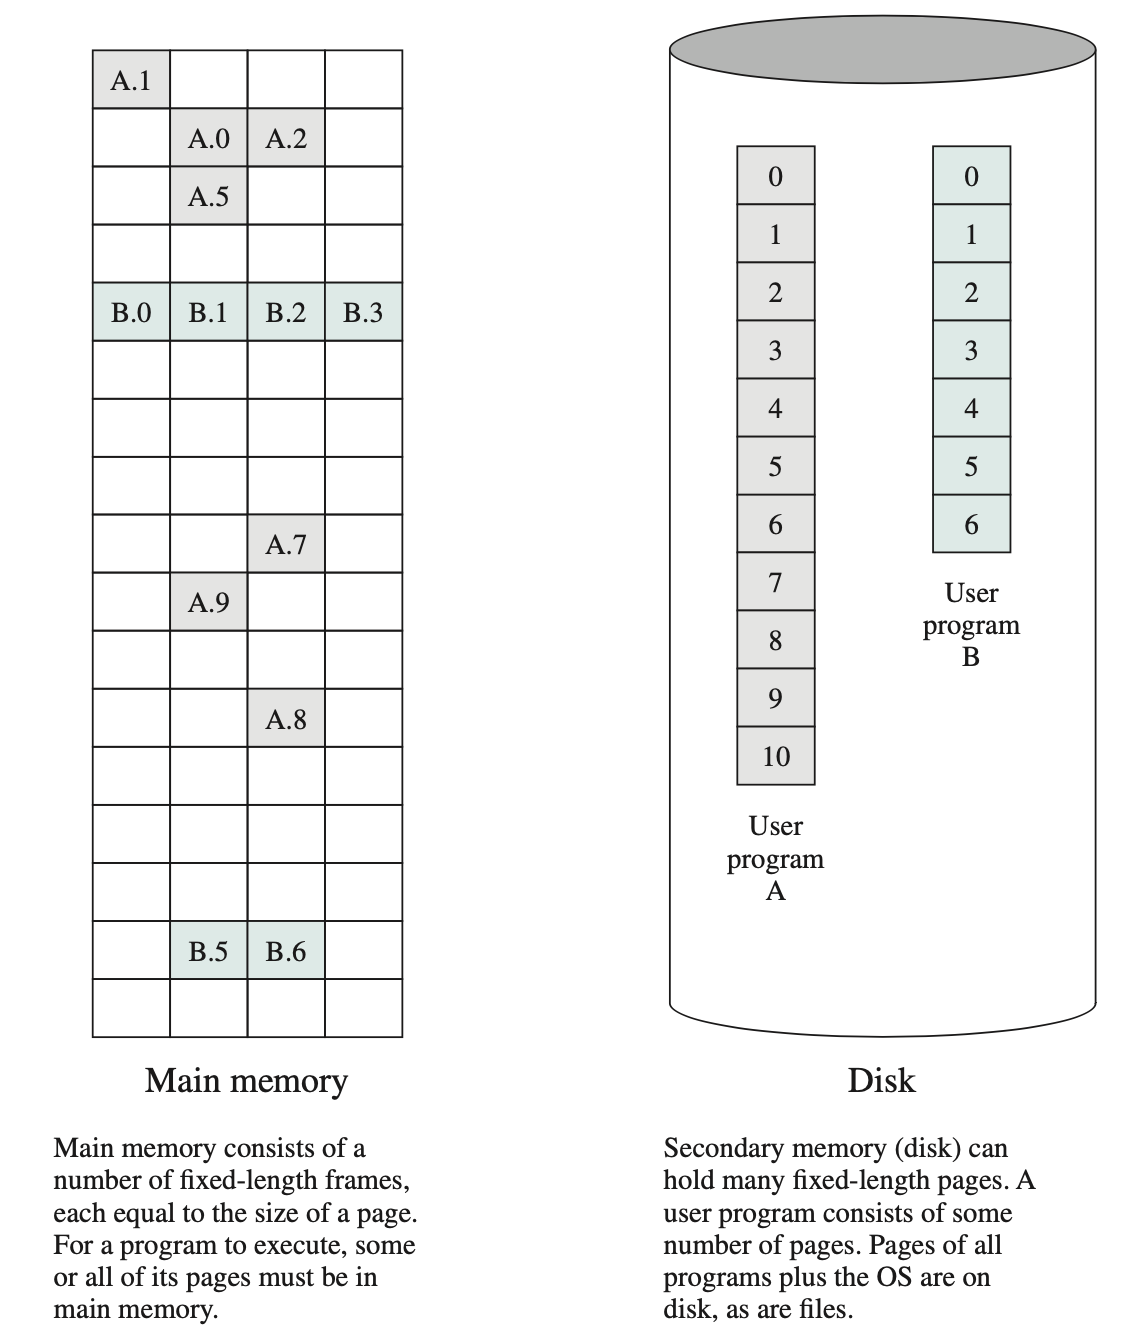 A.1
A.0 A.2
A.5
B.0 B.1 B.2 B.3
A.7
A.9
A.8
B.5 B.6
Main memory
Main memory consists of a
number of fixed-length frames,
each equal to the size of a page.
For a program to execute, some
or all of its pages must be in
main memory.
0
1
2
3
4
5
6
7
8
9
10
User
program
A
0
1
2
3
4
5
6
User
program
B
Disk
Secondary memory (disk) can
hold many fixed-length pages. A
user program consists of some
number of pages. Pages of all
programs plus the OS are on
disk, as are files.